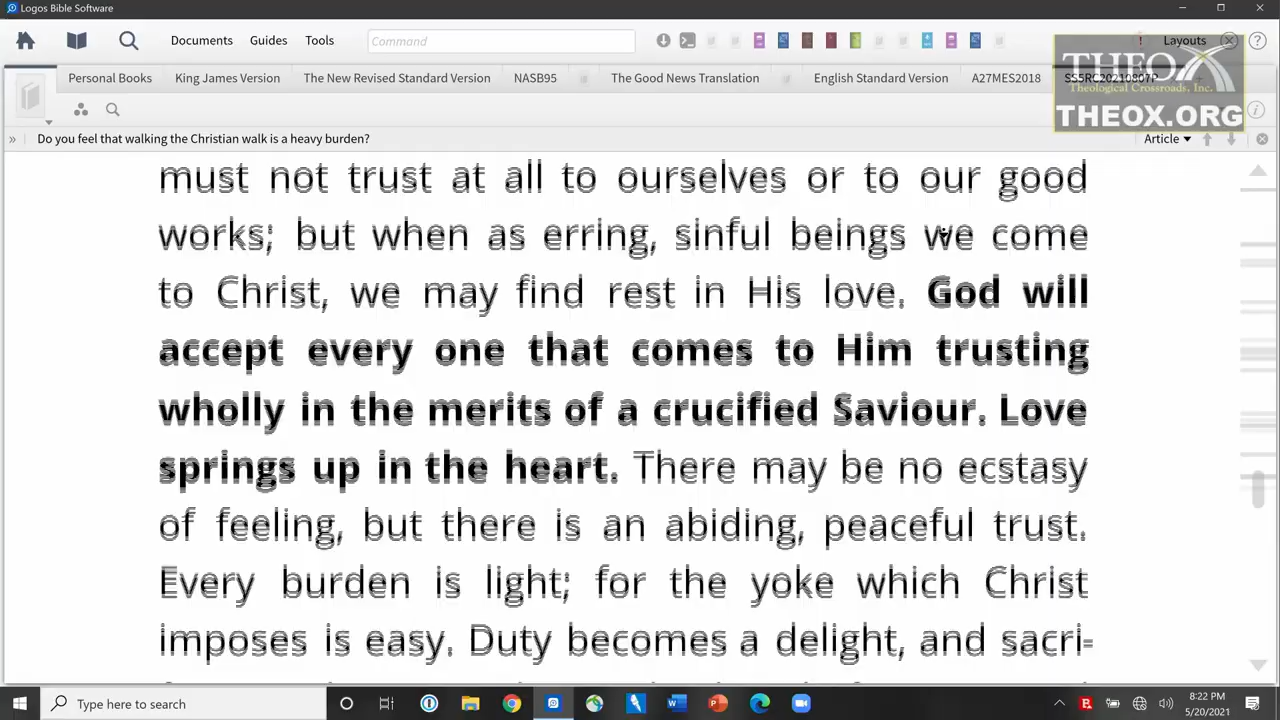 Logos Bible Software
Documents Guides Tools Command Layouts
THEOX
Theological Crossroads, Inc.
THEOX.ORG
Personal Books King James Version The New Revised Standard Version NASB95 The Good News Translation English Standard Version A27MES2018 SS5RC20210807P
Do you feel that walking the Christian walk is a heavy burden? Article
must not trust at all to ourselves or to our good
works; but when as erring, sinful beings we come
to Christ, we may find rest in His love. God will
accept every one that comes to Him trusting
wholly in the merits of a crucified Saviour. Love
springs up in the heart. There may be no ecstasy
of feeling, but there is an abiding, peaceful trust.
Every burden is light; for the yoke which Christ
imposes is easy. Duty becomes a delight, and sacri-
Type here to search
8:22 PM
5/20/2021